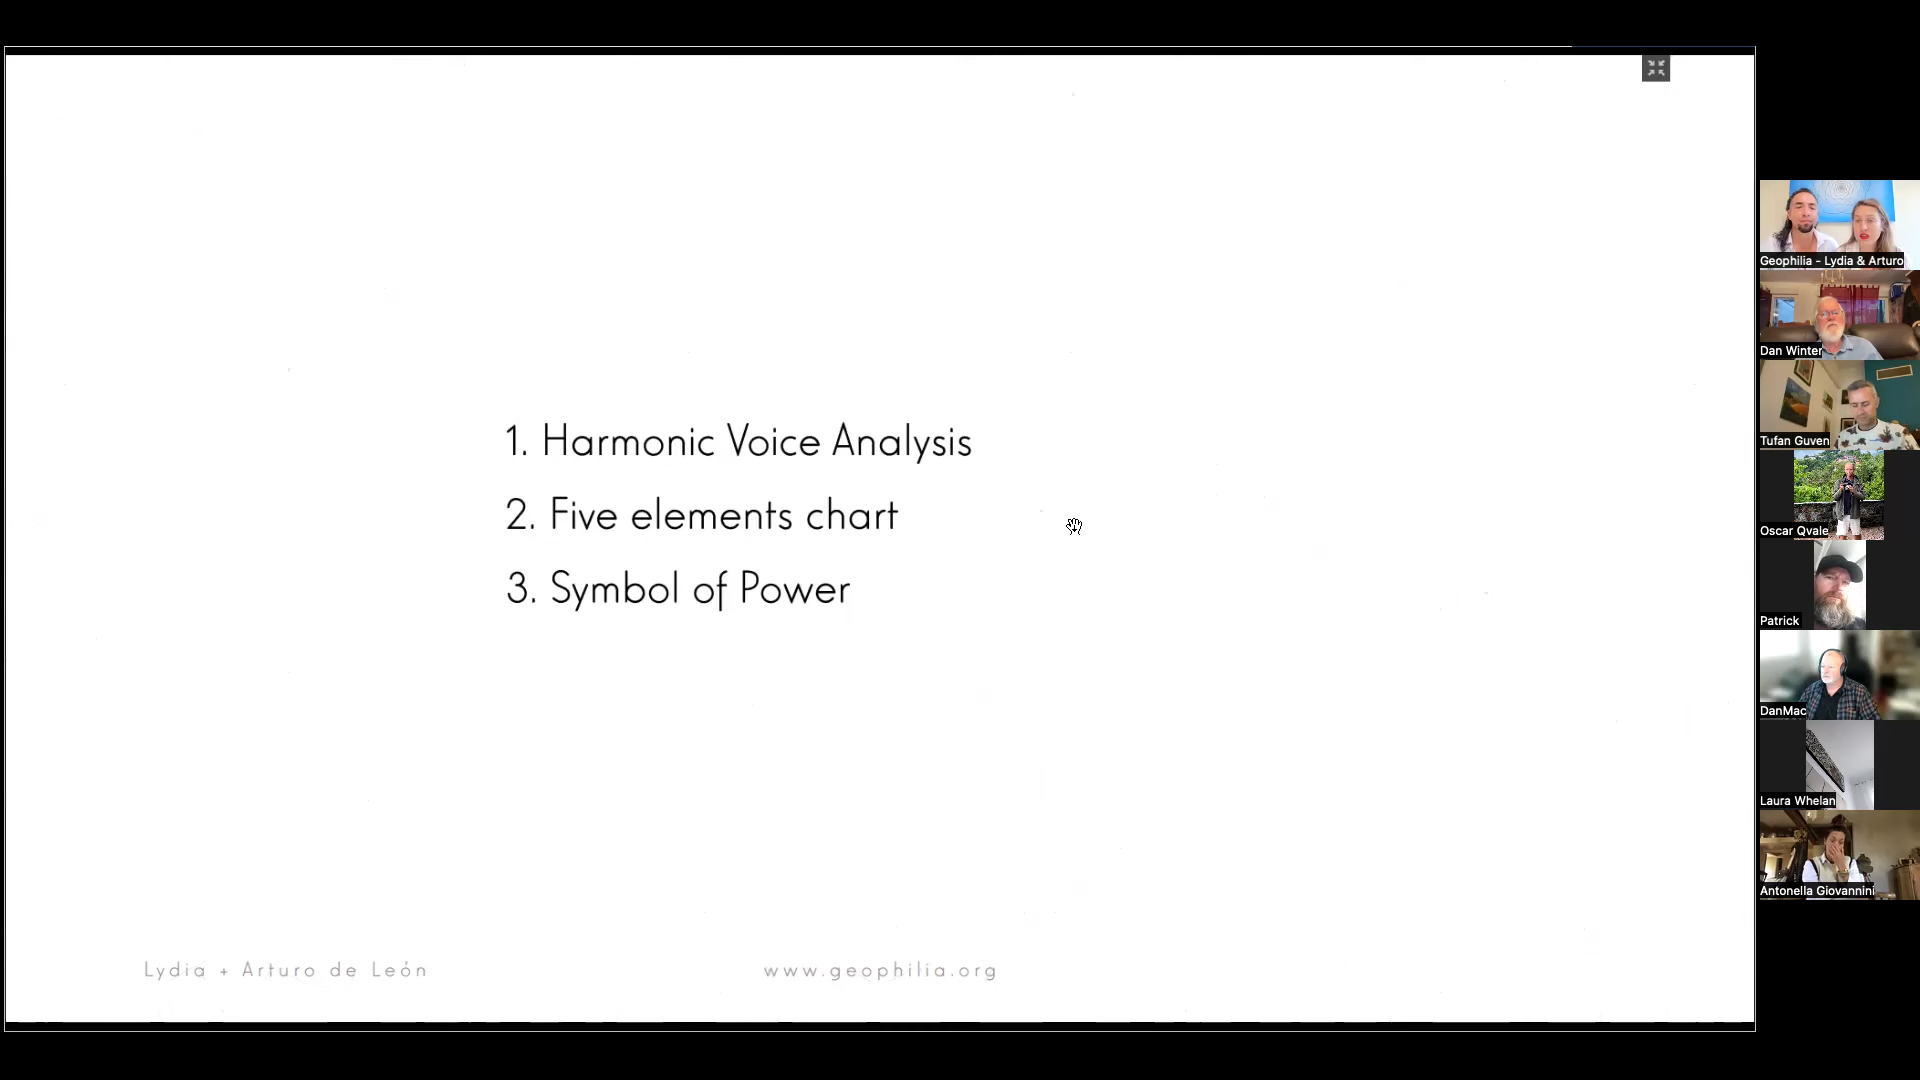 1. Harmonic Voice Analysis
2. Five elements chart
3. Symbol of Power
Lydia + Arturo de León
www.geophilia.org
Geophilia - Lydia & Arturo
Dan Winter
Tufan Guven
Oscar Qvale
Patrick
DanMac
Laura Whelan
Antonella Giovannini